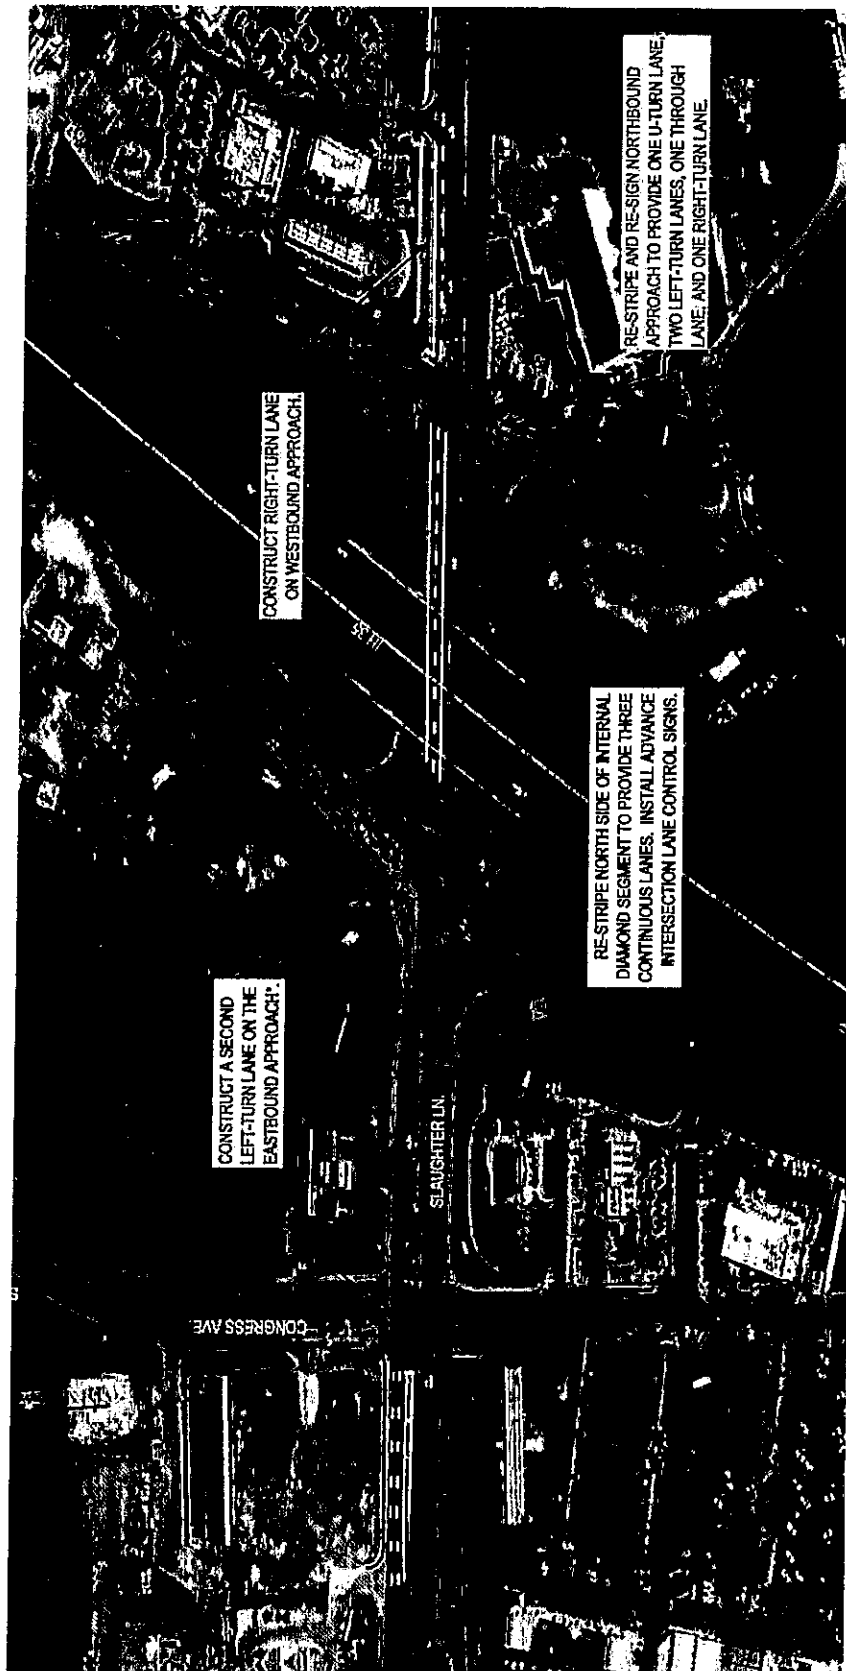 CONSTRUCT A SECOND
LEFT-TURN LANE ON THE
EASTBOUND APPROACH*.
CONSTRUCT RIGHT-TURN LANE
ON WESTBOUND APPROACH.
CONGRESS AVE.
IH 35
SLAUGHTER LN.
RE-STRIPE NORTH SIDE OF INTERNAL
DIAMOND SEGMENT TO PROVIDE THREE
CONTINUOUS LANES. INSTALL ADVANCE
INTERSECTION LANE CONTROL SIGNS.
RE-STRIPE AND RE-SIGN NORTHBOUND
APPROACH TO PROVIDE ONE U-TURN LANE,
TWO LEFT-TURN LANES, ONE THROUGH
LANE, AND ONE RIGHT-TURN LANE.